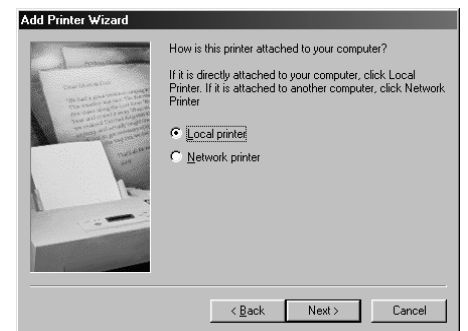 Add Printer Wizard
How is this printer attached to your computer?
If it is directly attached to your computer, click Local
Printer. If it is attached to another computer, click Network
Printer
Local printer
Network printer
< Back
Next >
Cancel